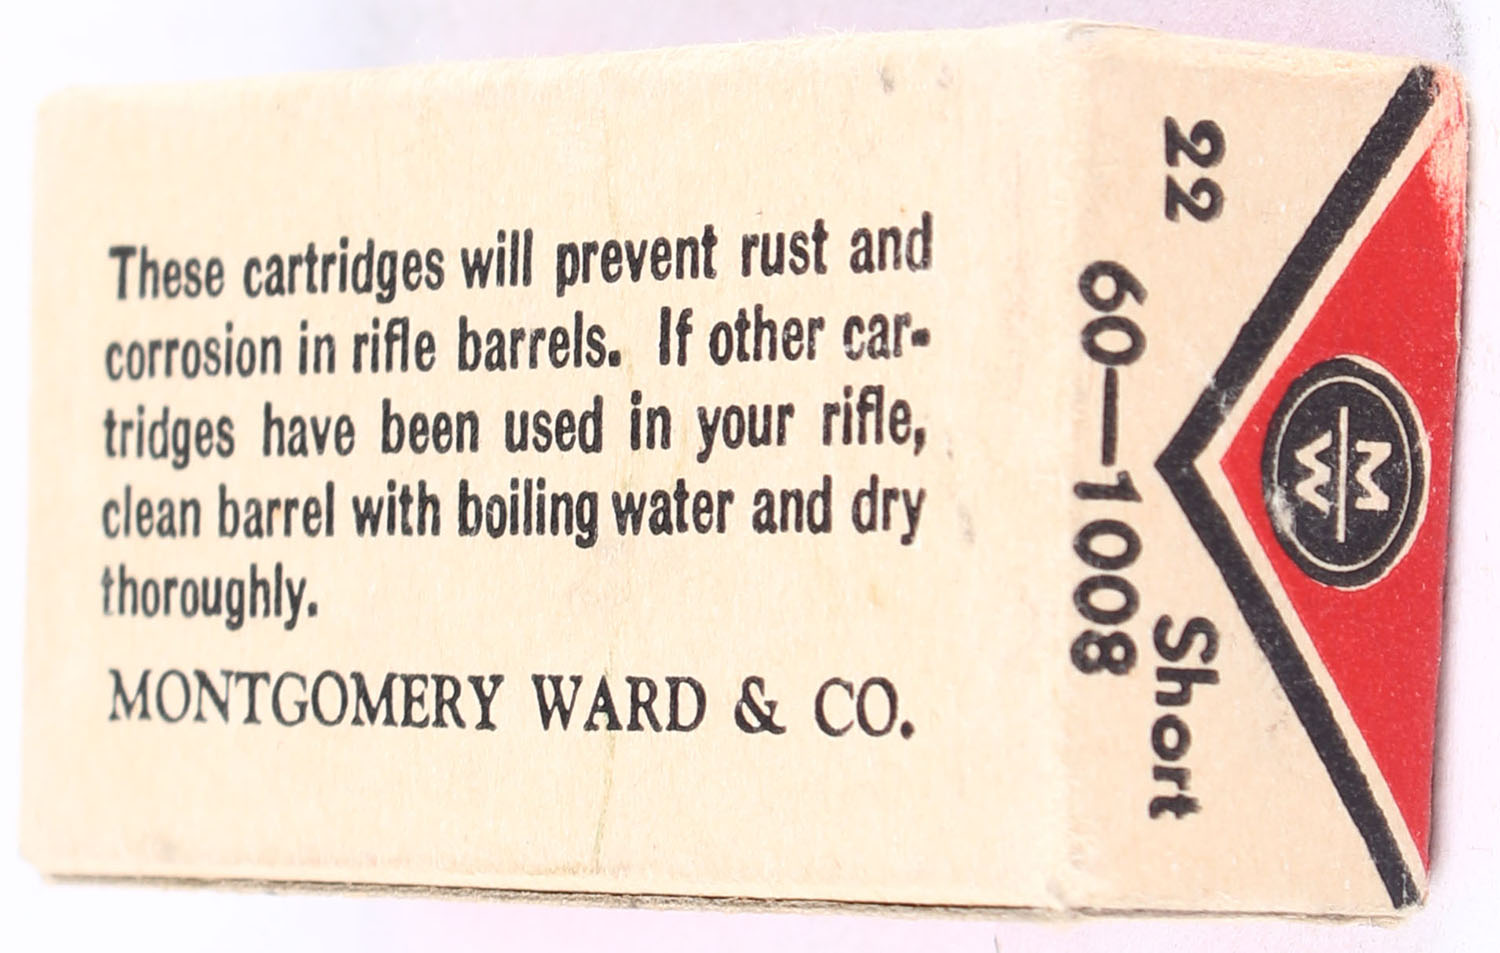 These cartridges will prevent rust and
corrosion in rifle barrels. If other car-
tridges have been used in your rifle,
clean barrel with boiling water and dry
thoroughly.
MONTGOMERY WARD & CO.
22 Short
60—1008
M
W